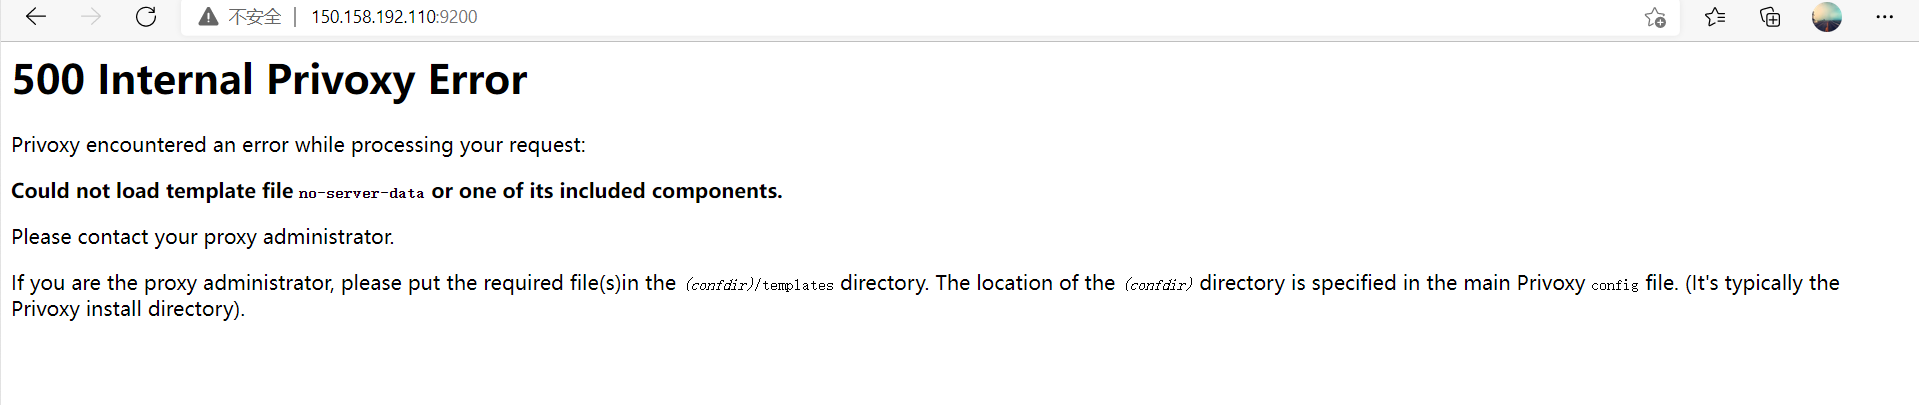 不安全 | 150.158.192.110:9200
500 Internal Privoxy Error
Privoxy encountered an error while processing your request:
Could not load template file no-server-data or one of its included components.
Please contact your proxy administrator.
If you are the proxy administrator, please put the required file(s)in the (confdir)/templates directory. The location of the (confdir) directory is specified in the main Privoxy config file. (It's typically the
Privoxy install directory).